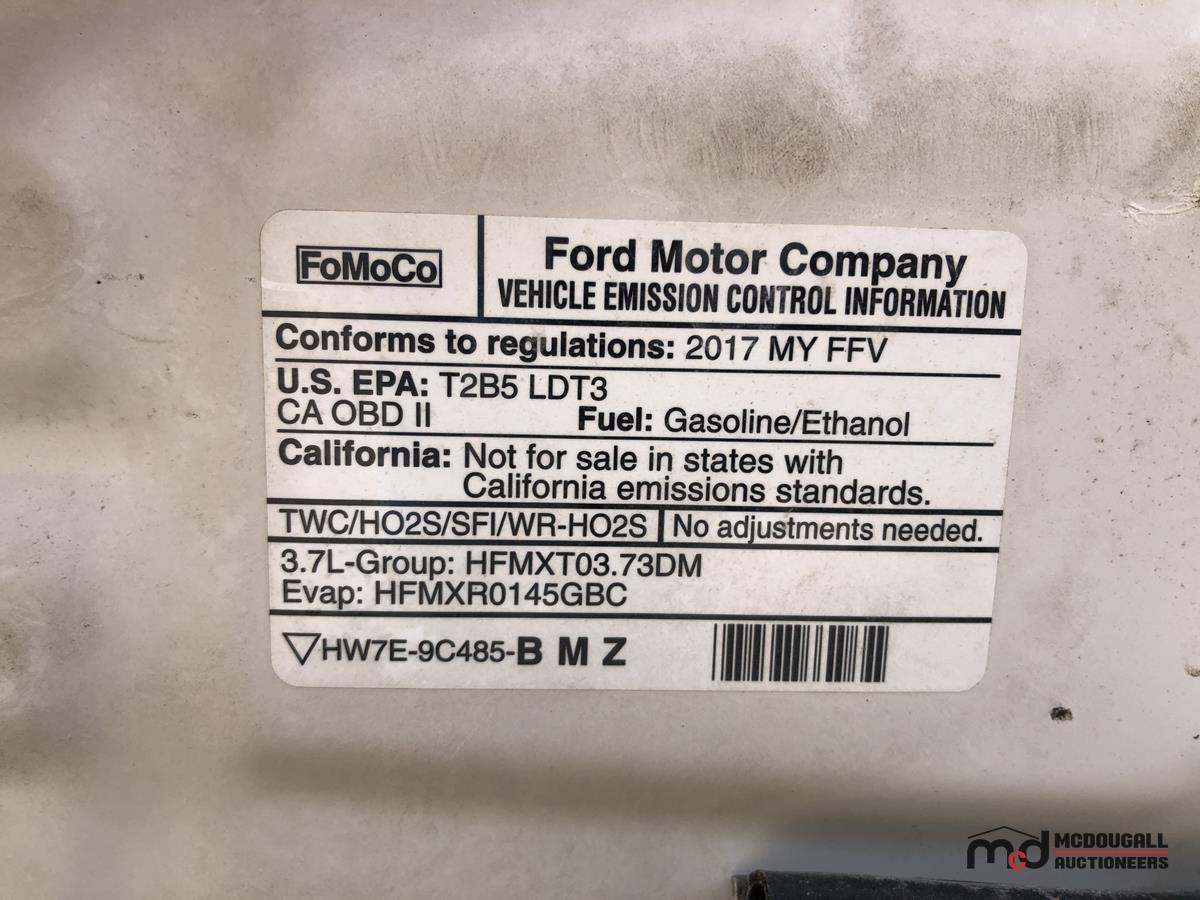 FoMoCo
Ford Motor Company
VEHICLE EMISSION CONTROL INFORMATION
Conforms to regulations: 2017 MY FFV
U.S. EPA: T2B5 LDT3
CA OBD II Fuel: Gasoline/Ethanol
California: Not for sale in states with
California emissions standards.
TWC/HO2S/SFI/WR-HO2S No adjustments needed.
3.7L-Group: HFMXT03.73DM
Evap: HFMXR0145GBC
HW7E-9C485-B M Z
mcd MCDOUGALL
AUCTIONEERS